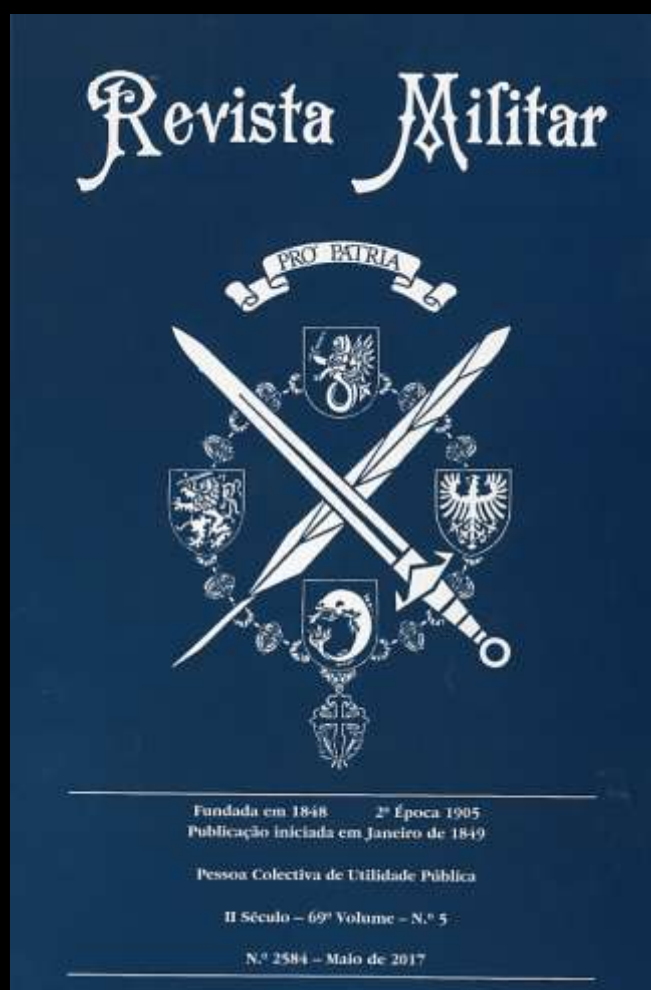 Revista Militar
PRO PATRIA
Fundada em 1848 2ª Época 1905
Publicação iniciada em Janeiro de 1849
Pessoa Colectiva de Utilidade Pública
II Século – 69º Volume – N.º 5
N.º 2584 – Maio de 2017